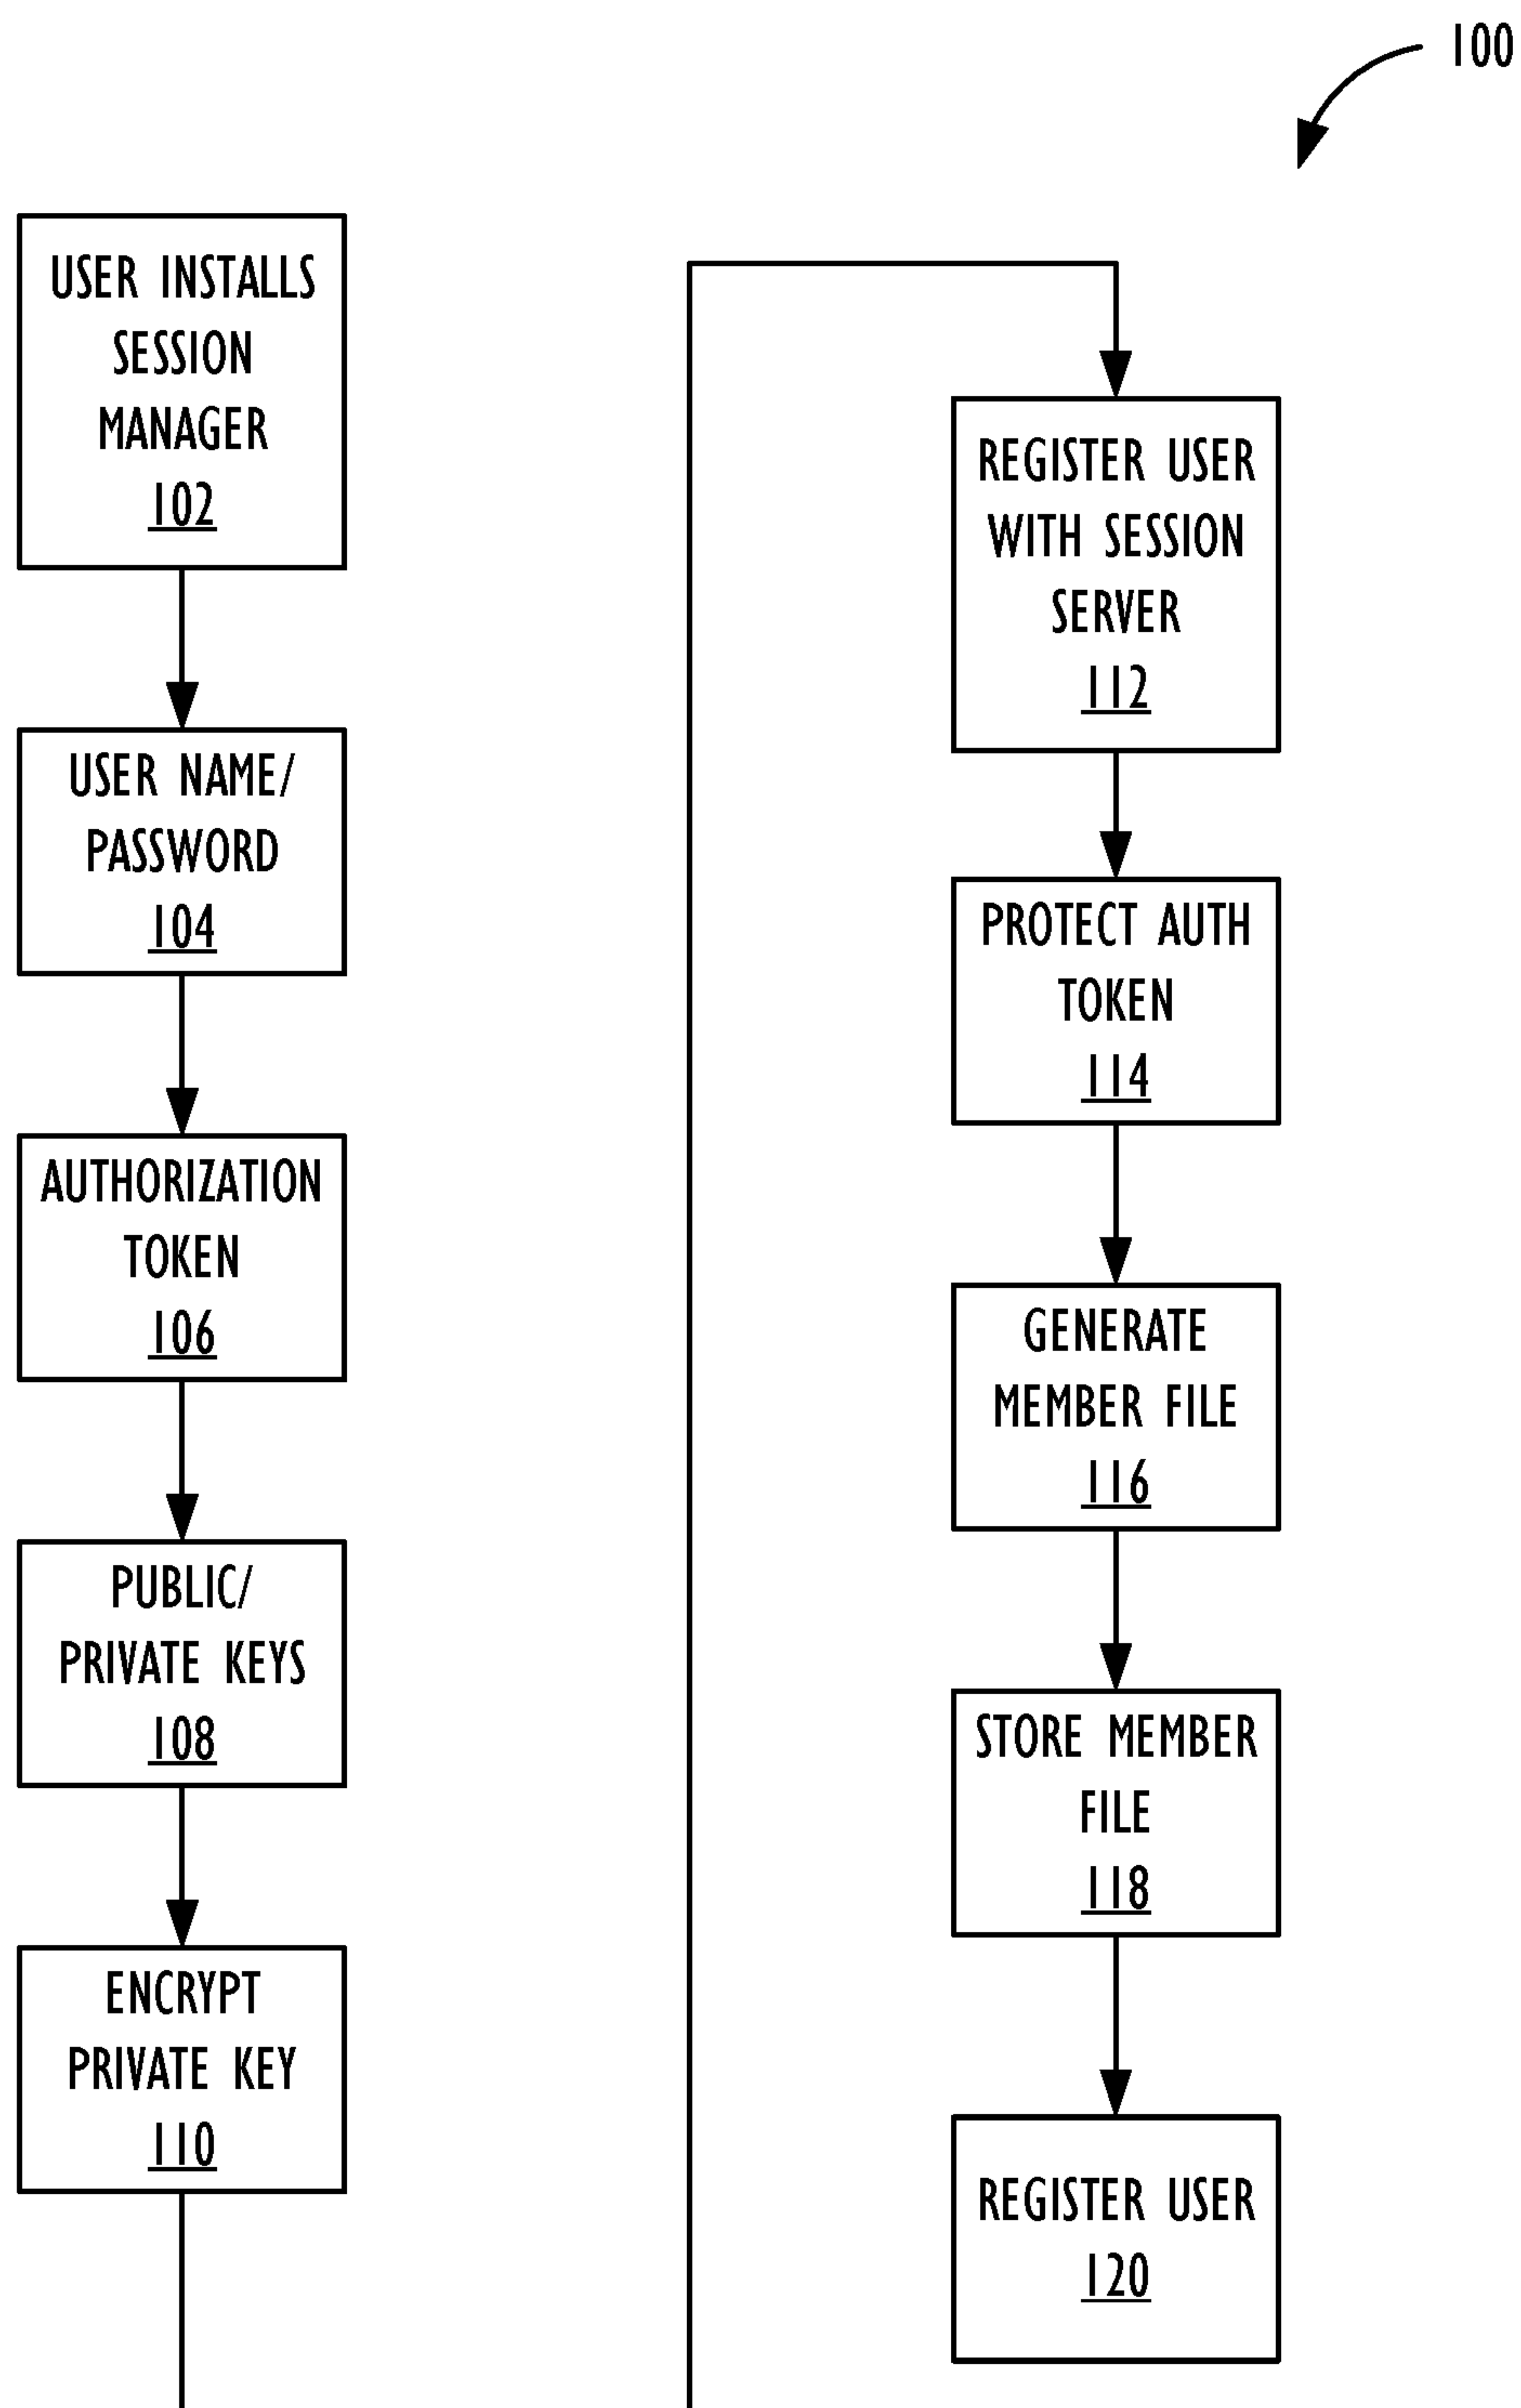 100
USER INSTALLS
SESSION
MANAGER
102
USER NAME/
PASSWORD
104
AUTHORIZATION
TOKEN
106
PUBLIC/
PRIVATE KEYS
108
ENCRYPT
PRIVATE KEY
110
REGISTER USER
WITH SESSION
SERVER
112
PROTECT AUTH
TOKEN
114
GENERATE
MEMBER FILE
116
STORE MEMBER
FILE
118
REGISTER USER
120